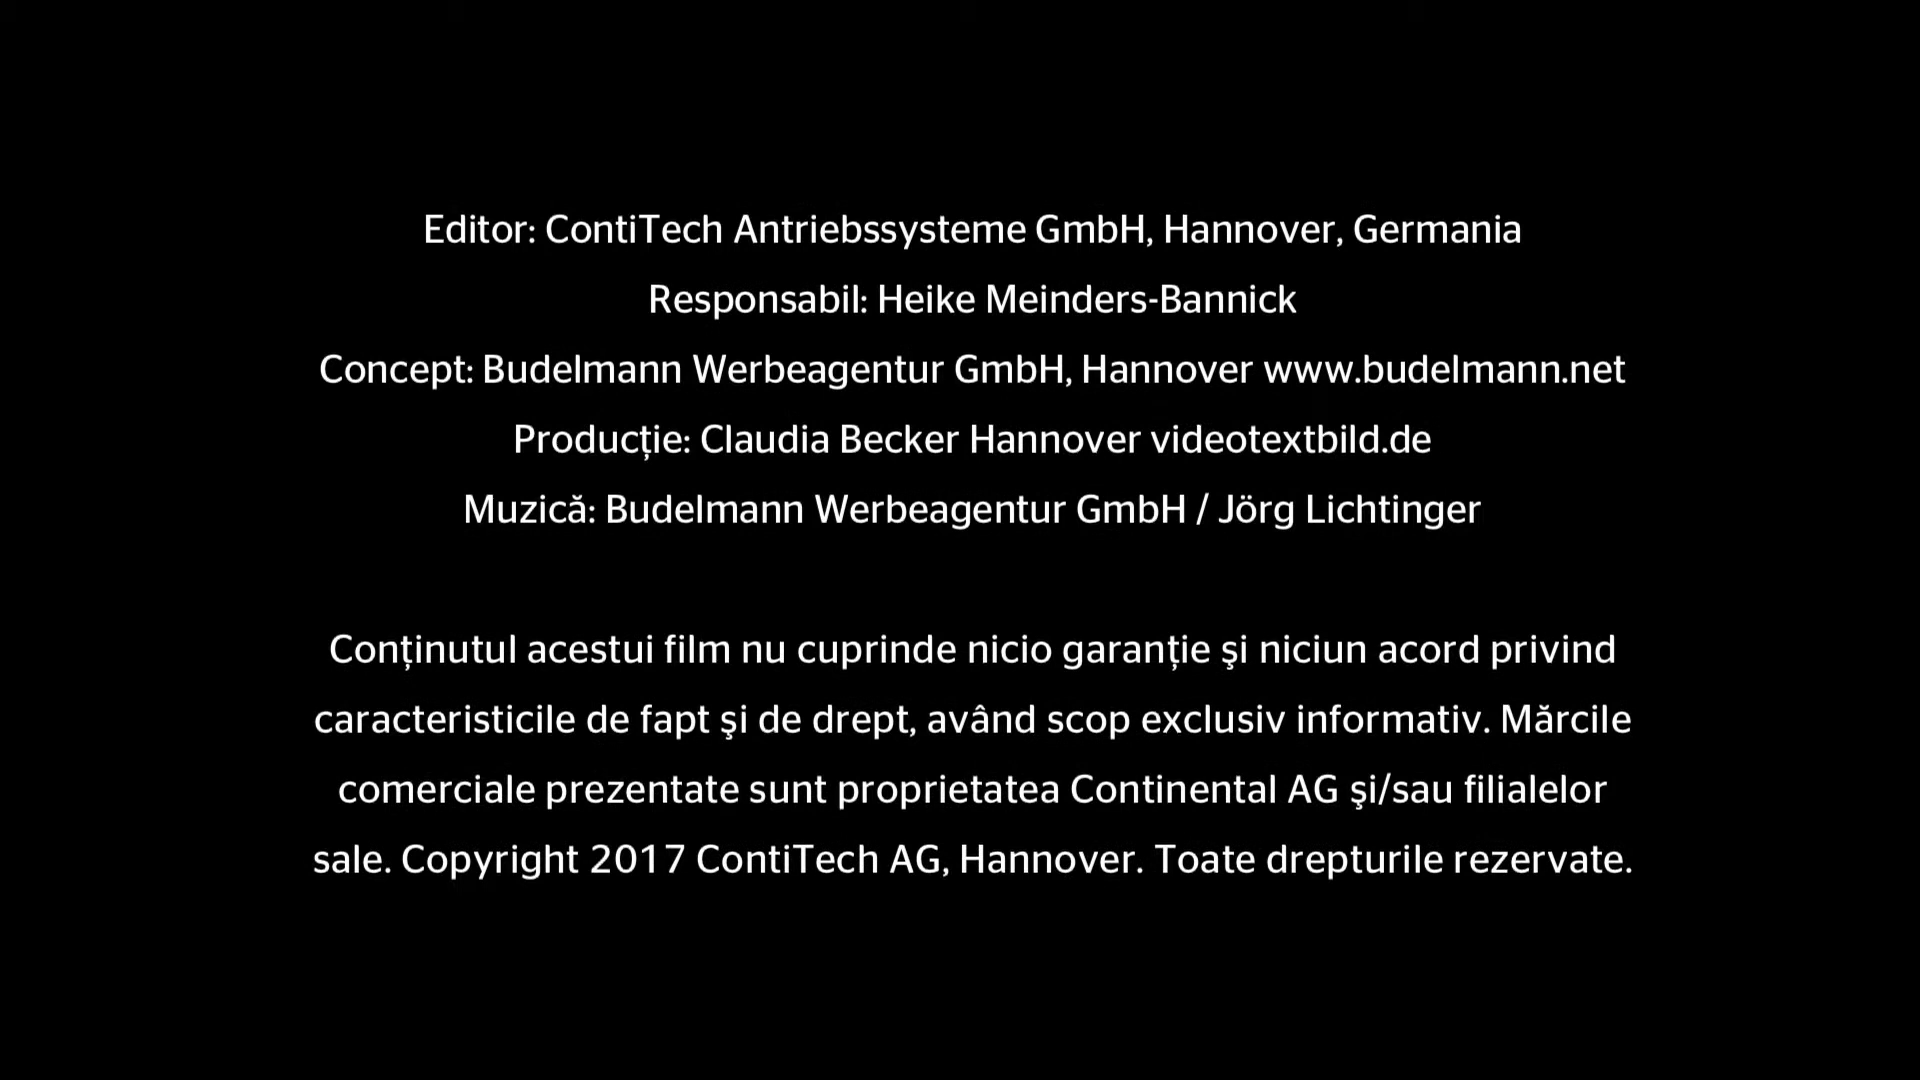 Editor: ContiTech Antriebssysteme GmbH, Hannover, Germania
Responsabil: Heike Meinders-Bannick
Concept: Budelmann Werbeagentur GmbH, Hannover www.budelmann.net
Producție: Claudia Becker Hannover videotextbild.de
Muzică: Budelmann Werbeagentur GmbH / Jörg Lichtinger
Conținutul acestui film nu cuprinde nicio garanție şi niciun acord privind
caracteristicile de fapt şi de drept, având scop exclusiv informativ. Mărcile
comerciale prezentate sunt proprietatea Continental AG şi/sau filialelor
sale. Copyright 2017 ContiTech AG, Hannover. Toate drepturile rezervate.